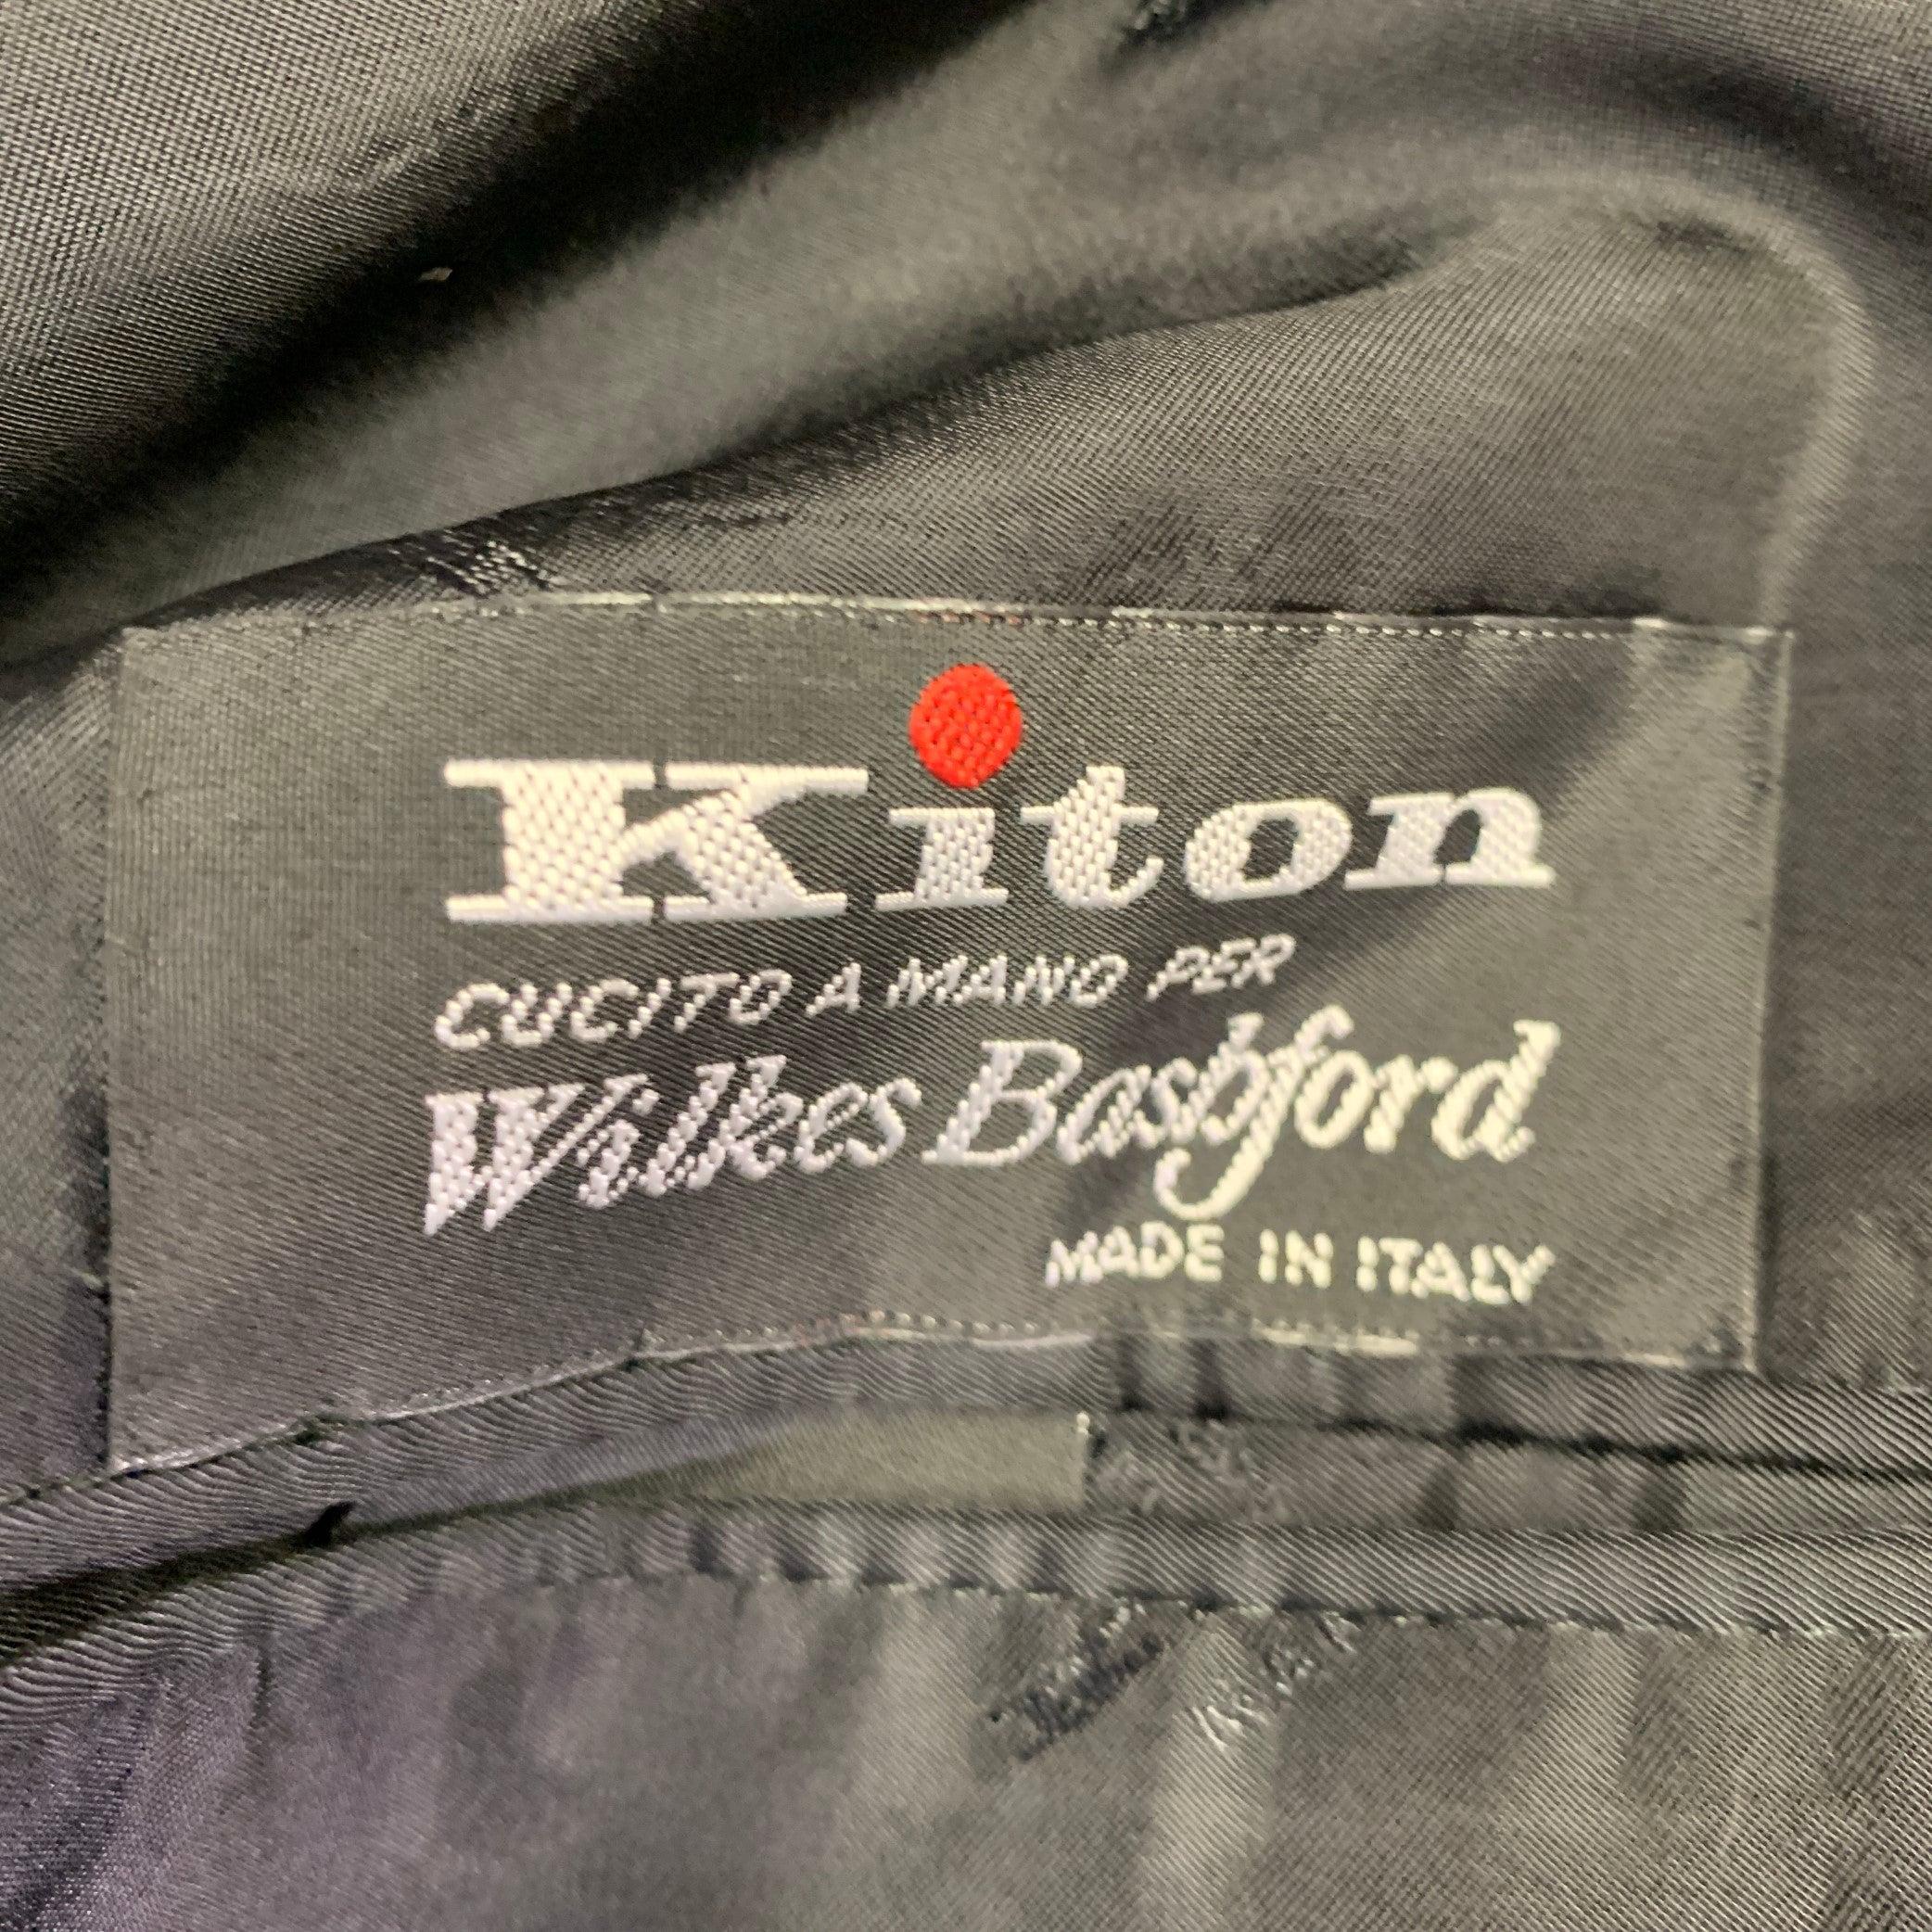 Kiton
CUCITO A MANO PER
Wilkes Bashford
MADE IN ITALY